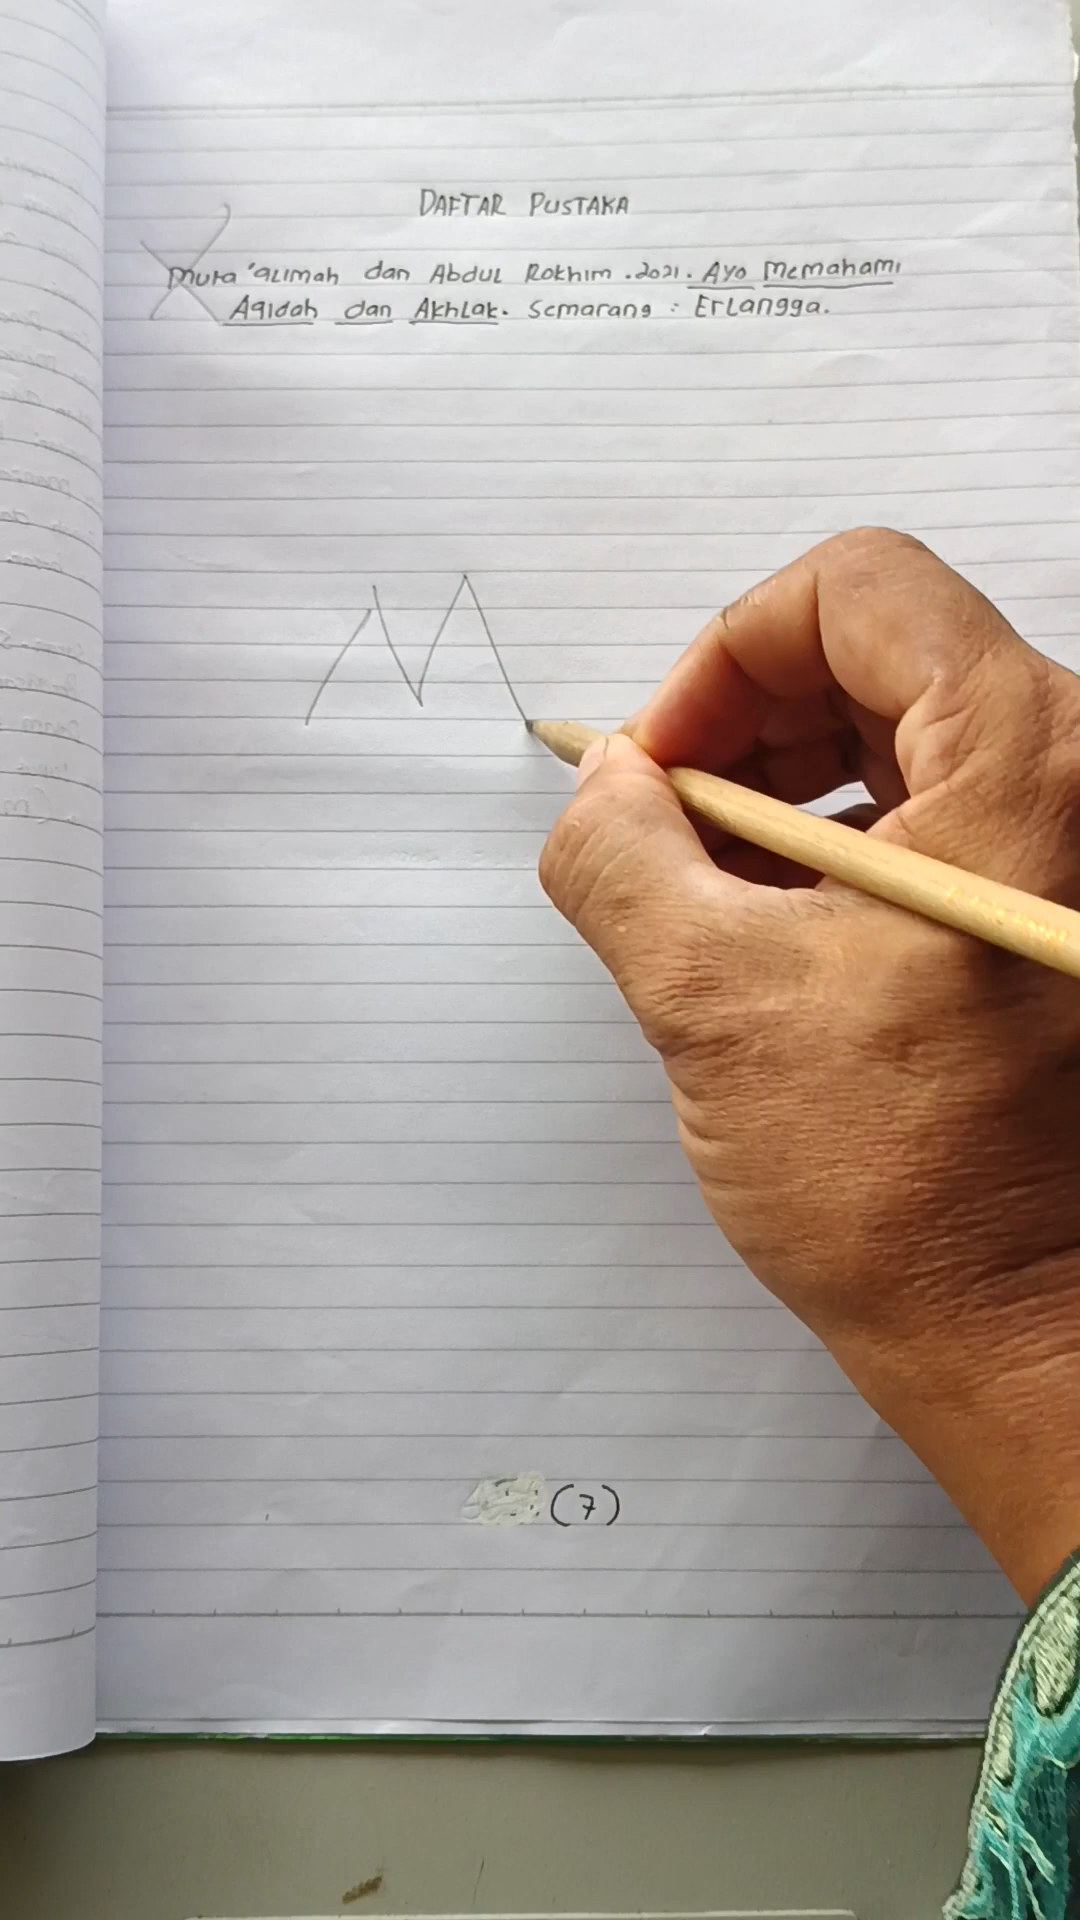 DAFTAR PUSTAKA
Mura'alimah dan Abdul Rokhim. 2021. Ayo Memahami
Aqidah dan Akhlak. Semarang : Erlangga.
M
(7)